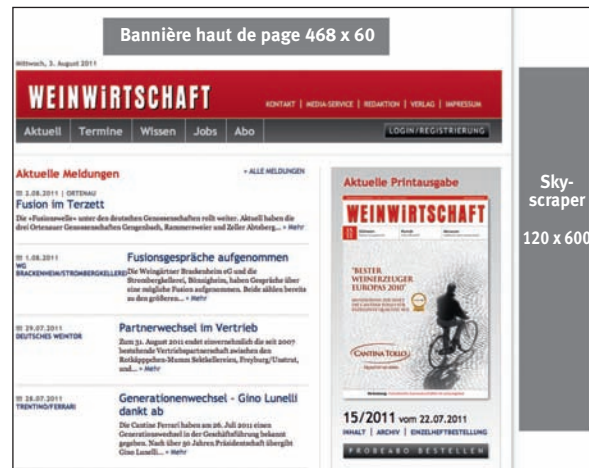 Bannière haut de page 468 x 60
Mittwoch, 3. August 2011
WEINWiRTSCHAFT
KONTAKT | MEDIA-SERVICE | REDAKTION | VERLAG | IMPRESSUM
Aktuell Termine Wissen Jobs Abo
LOGIN/REGISTRIERUNG
Aktuelle Meldungen
» ALLE MELDUNGEN
2.08.2011 | ORTENAU
Fusion im Terzett
Die «Fusionswelle» unter den deutschen Genossenschaften rollt weiter. Aktuell haben die
drei Ortenauer Genossenschaften Gengenbach, Rammersweier und Zeller Abtsberg... » Mehr
1.08.2011
WG
BRACKENHEIM/STROMBERGKELLEREI
Fusionsgespräche aufgenommen
Die Weingärtner Brackenheim eG und die
Strombergkellerei, Bönnigheim, haben Gespräche über
eine mögliche Fusion aufgenommen. Beide zählen bereits
zu den größeren... » Mehr
29.07.2011
DEUTSCHES WEINTOR
Partnerwechsel im Vertrieb
Zum 31. August 2011 endet einvernehmlich die seit 2007
bestehende Vertriebspartnerschaft zwischen den
Rotkäppchen-Mumm Sektkellereien, Freyburg/Unstrut,
und... » Mehr
28.07.2011
TRENTINO/FERRARI
Generationenwechsel - Gino Lunelli
dankt ab
Die Cantine Ferrari haben am 26. Juli 2011 einen
Generationswechsel in der Geschäftsführung bekannt
gegeben. Nach über 30 Jahren Präsidentschaft übergibt
Gino Lunelli... » Mehr
Aktuelle Printausgabe
WEINWIRTSCHAFT
"BESTER
WEINERZEUGER
EUROPAS 2010"
CANTINA TOLLO
15/2011 vom 22.07.2011
INHALT | ARCHIV | EINZELHEFTBESTELLUNG
PROBEABO BESTELLEN
Sky-
scraper
120 x 600